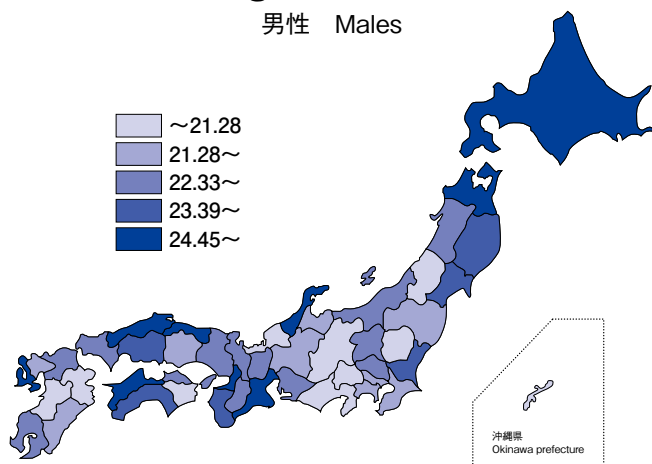 男性 Males
～21.28
21.28～
22.33～
23.39～
24.45～
沖縄県
Okinawa prefecture